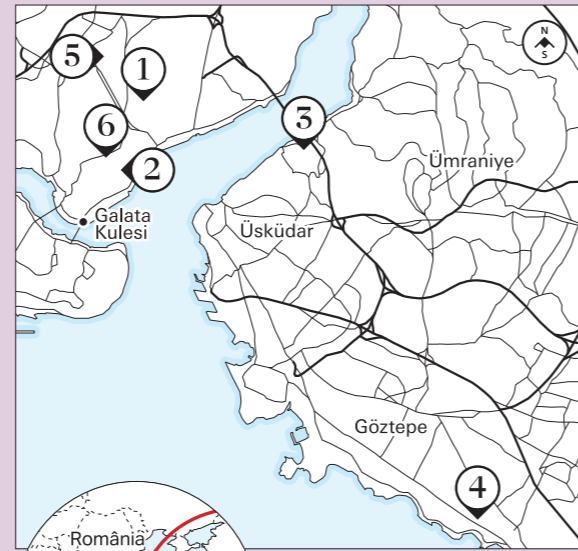 N
S
5
1
3
6
2
Ümraniye
Galata
Kulesi
Üsküdar
Göztepe
4
România